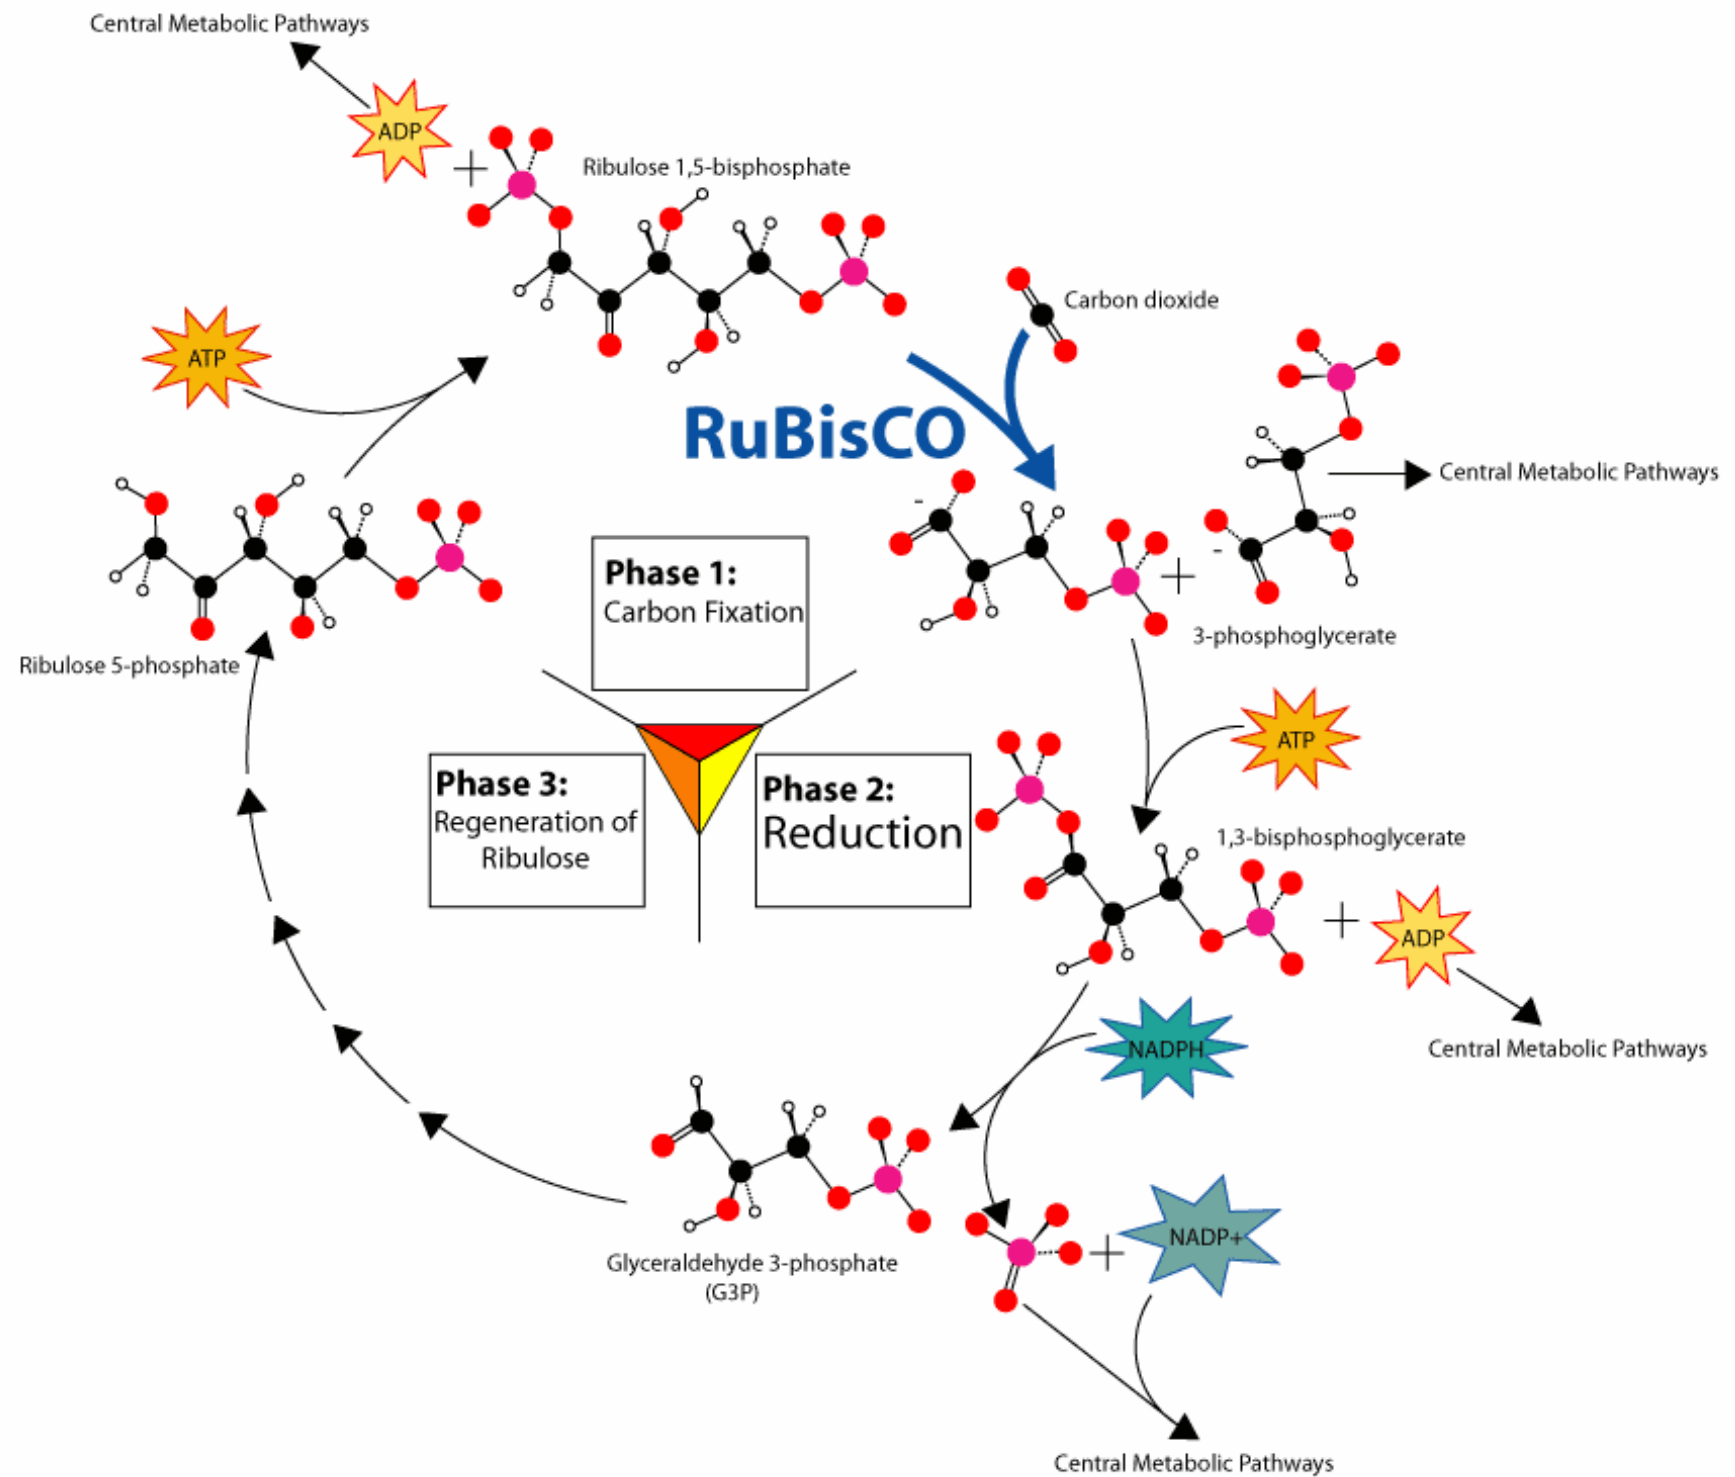 Central Metabolic Pathways
ADP
+
Ribulose 1,5-bisphosphate
Carbon dioxide
ATP
RuBisCO
Central Metabolic Pathways
-
-
+
3-phosphoglycerate
Ribulose 5-phosphate
Phase 1:
Carbon Fixation
Phase 3:
Regeneration of
Ribulose
Phase 2:
Reduction
ATP
1,3-bisphosphoglycerate
+
ADP
Central Metabolic Pathways
NADPH
Glyceraldehyde 3-phosphate
(G3P)
+
NADP+
Central Metabolic Pathways